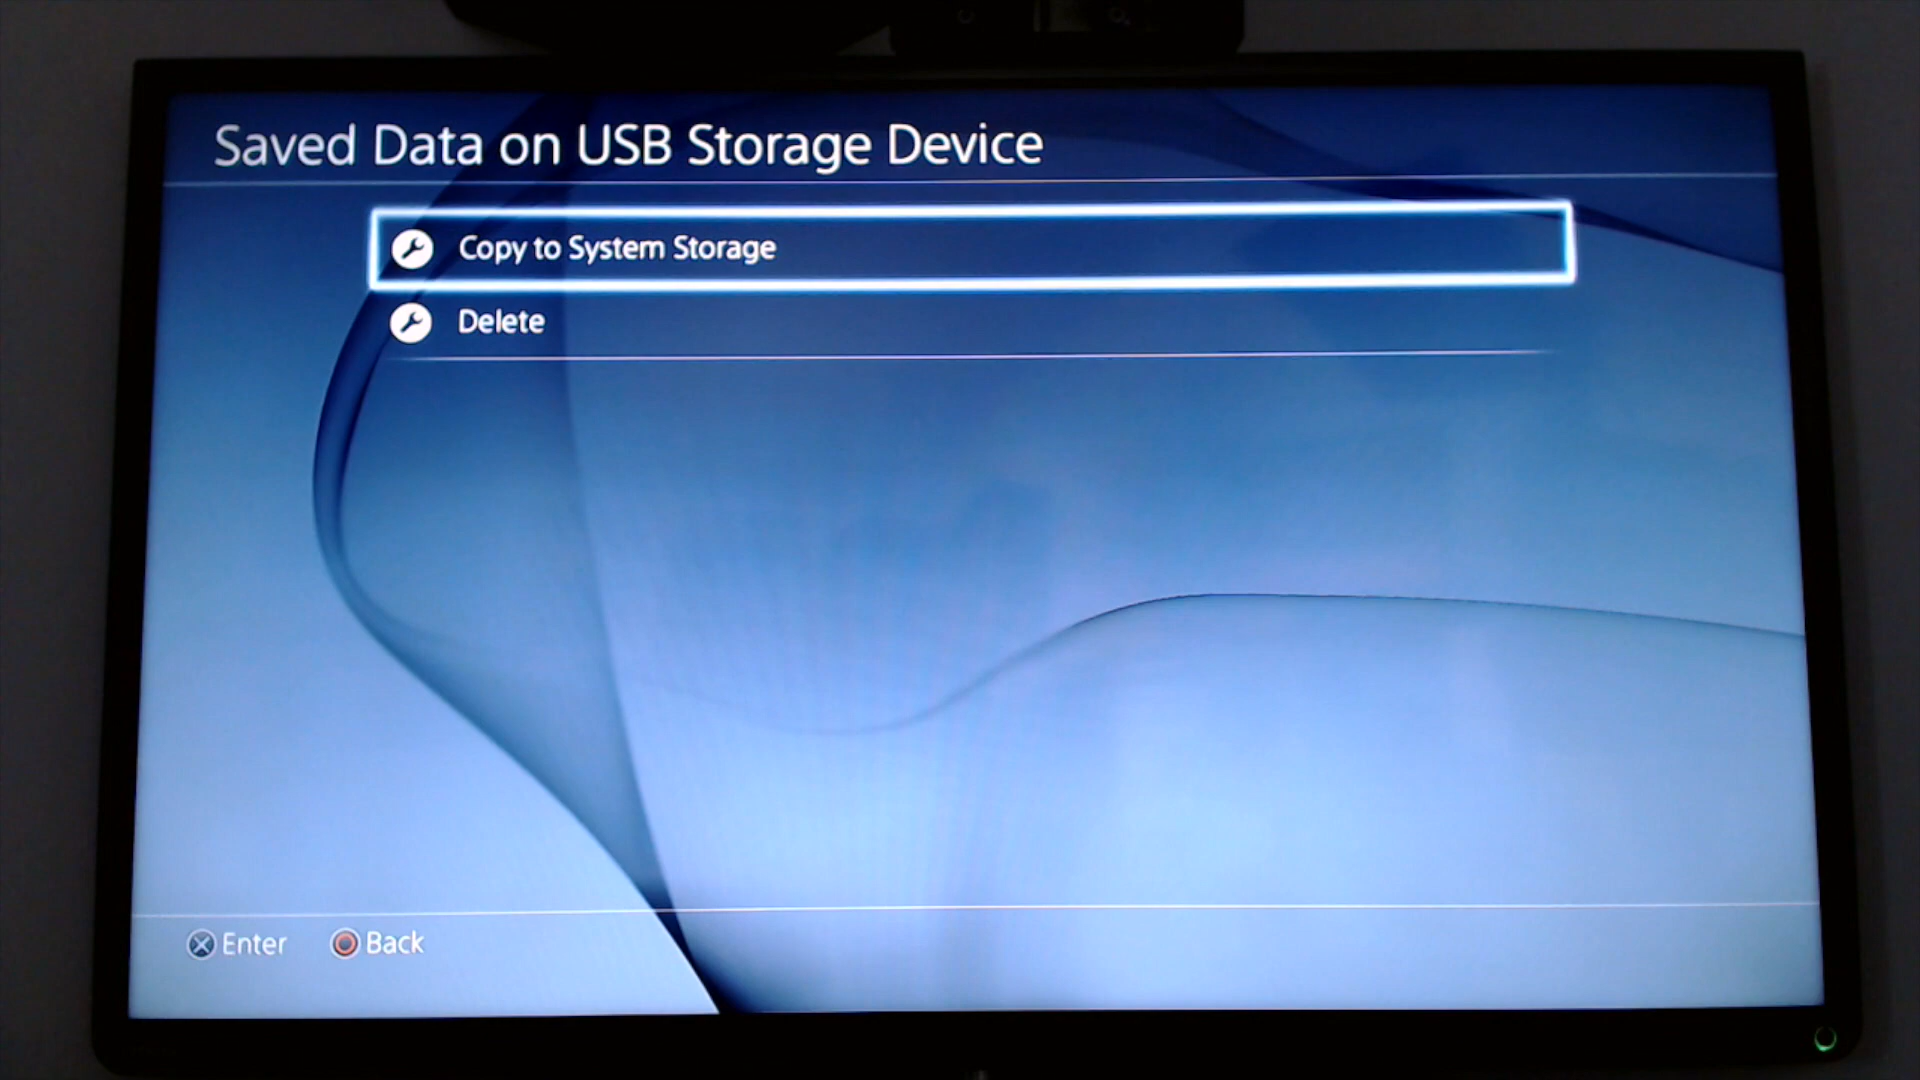 Saved Data on USB Storage Device
Copy to System Storage
Delete
Enter Back